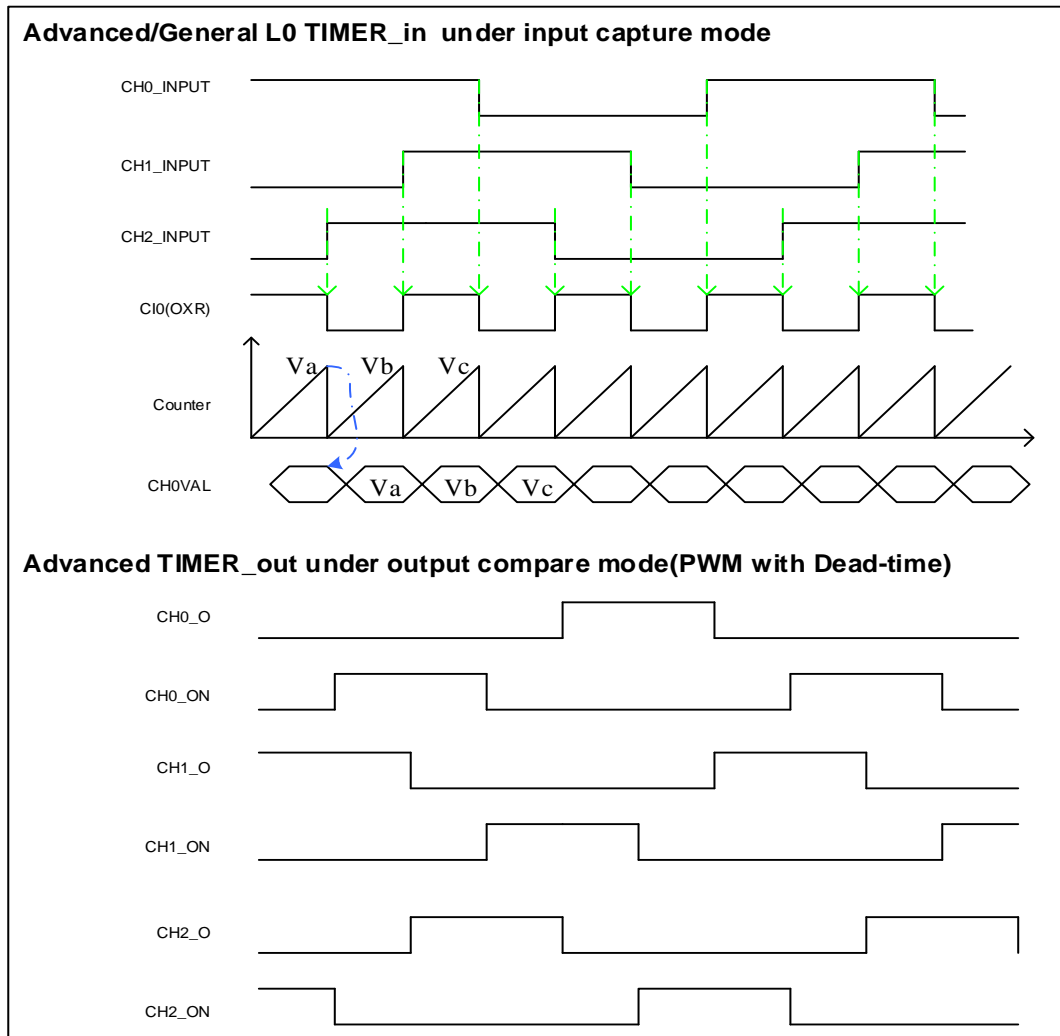 Advanced/General L0 TIMER_in under input capture mode
CH0_INPUT
CH1_INPUT
CH2_INPUT
CI0(OXR)
Va Vb Vc
Counter
CH0VAL Va Vb Vc
Advanced TIMER_out under output compare mode(PWM with Dead-time)
CH0_O
CH0_ON
CH1_O
CH1_ON
CH2_O
CH2_ON